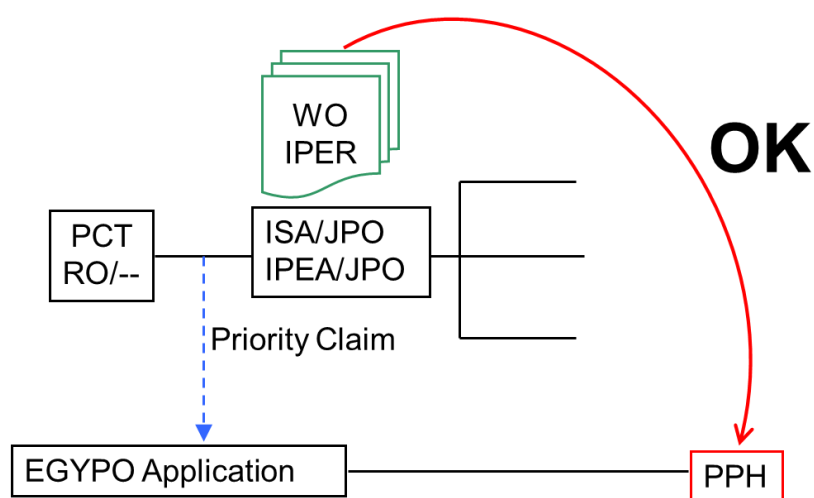 WO
IPER
OK
PCT
RO/--
ISA/JPO
IPEA/JPO
Priority Claim
EGYPO Application
PPH